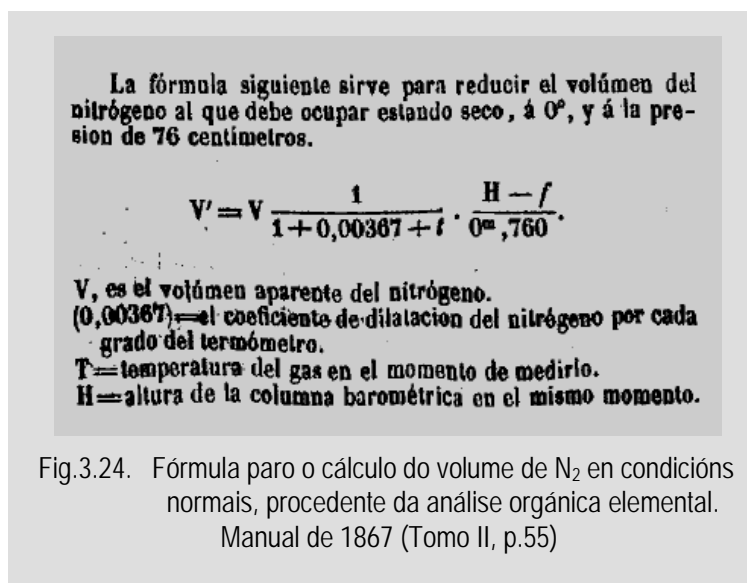 La fórmula siguiente sirve para reducir el volúmen del
nitrógeno al que debe ocupar estando seco, á 0º, y á la pre-
sion de 76 centímetros.
V' = V 1 / (1 + 0,00367 + t) . (H — f) / (0m,760).
V, es el volúmen aparente del nitrógeno.
(0,00367)=el coeficiente de dilatacion del nitrógeno por cada
grado del termómetro.
T=temperatura del gas en el momento de medirlo.
H=altura de la columna barométrica en el mismo momento.
Fig.3.24. Fórmula paro o cálculo do volume de N2 en condicións
normais, procedente da análise orgánica elemental.
Manual de 1867 (Tomo II, p.55)